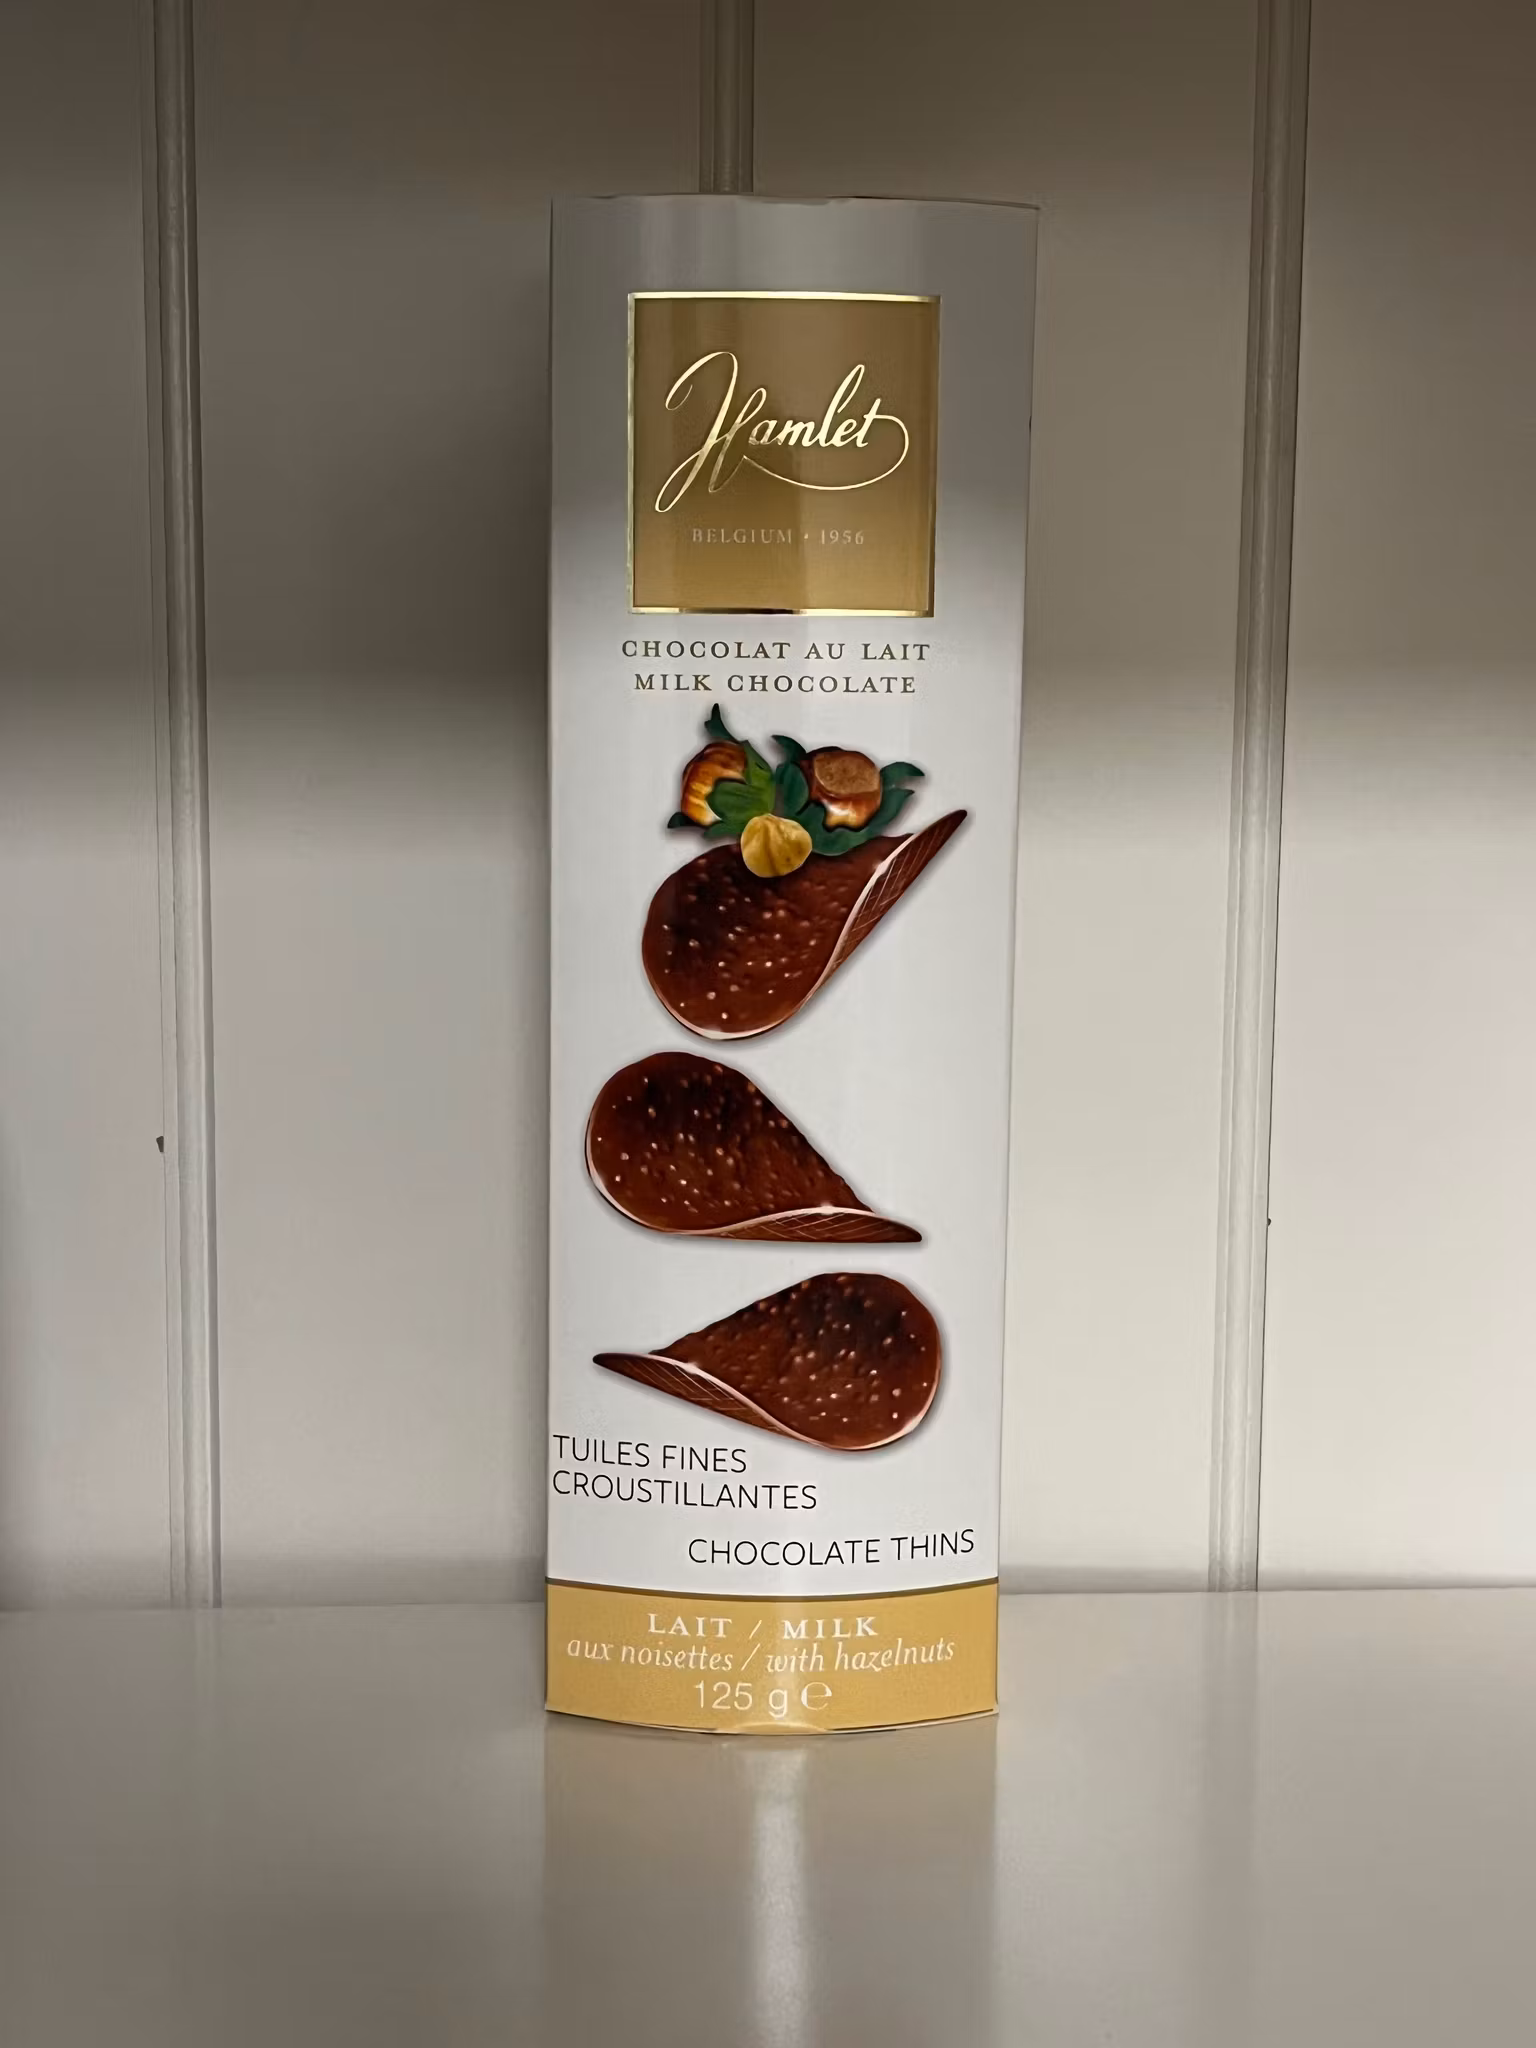 Hamlet
BELGIUM • 1956
CHOCOLAT AU LAIT
MILK CHOCOLATE
TUILES FINES
CROUSTILLANTES
CHOCOLATE THINS
LAIT / MILK
aux noisettes / with hazelnuts
125 g ℮